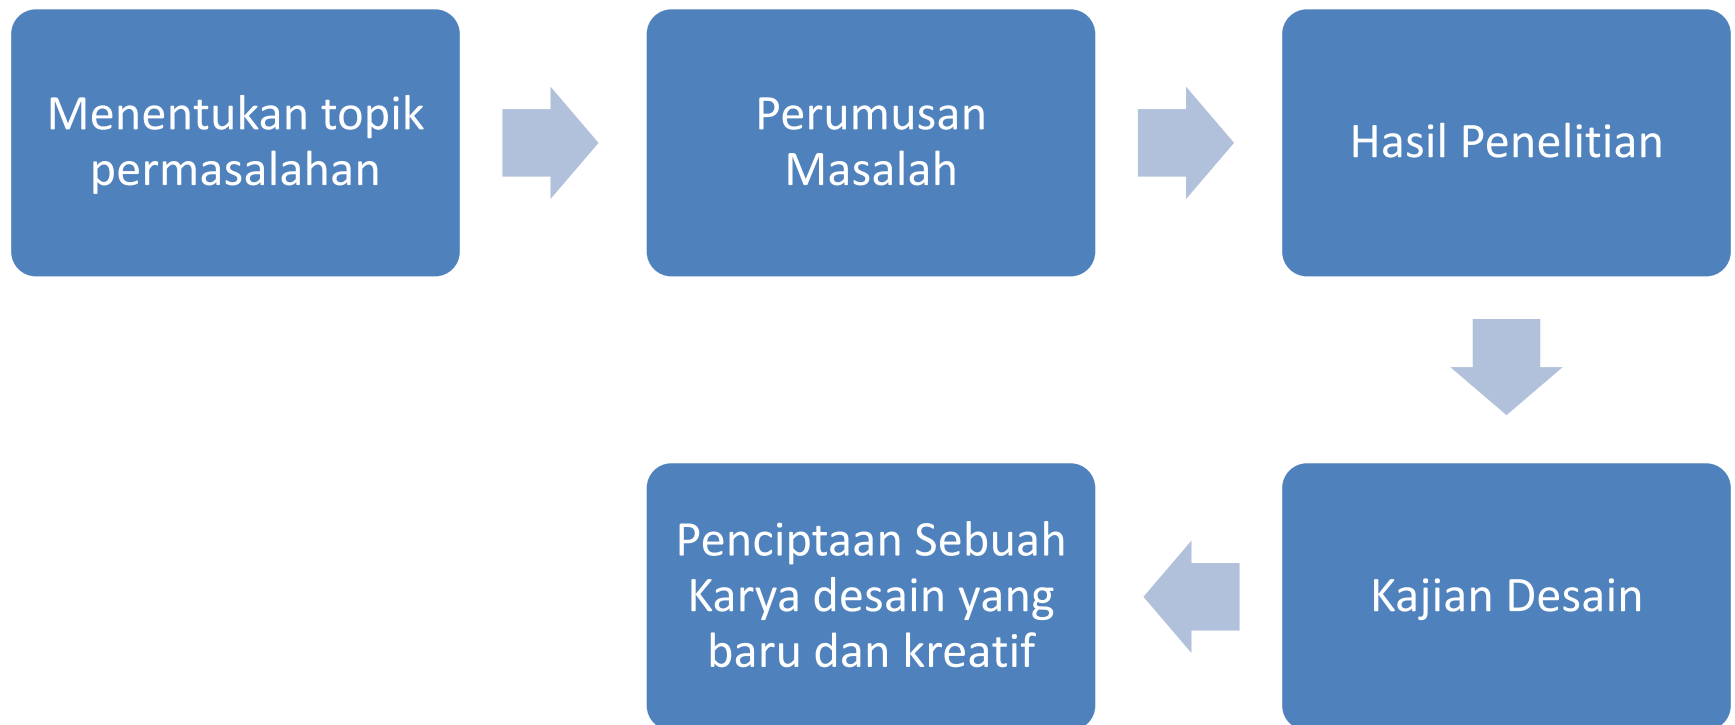 Menentukan topik
permasalahan
Perumusan
Masalah
Hasil Penelitian
Kajian Desain
Penciptaan Sebuah
Karya desain yang
baru dan kreatif